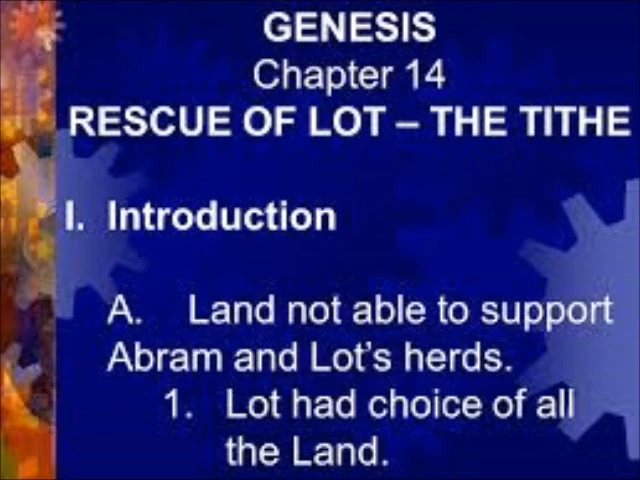 GENESIS
Chapter 14
RESCUE OF LOT – THE TITHE
I. Introduction
A. Land not able to support
Abram and Lot's herds.
1. Lot had choice of all
the Land.